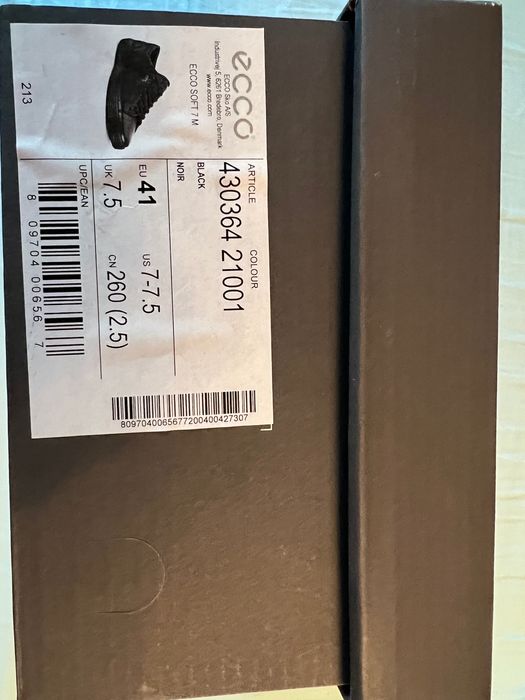 ecco
ECCO Sko A/S
Industrivej 5, 6261 Bredebro, Denmark
www.ecco.com
ECCO SOFT 7 M
213
ARTICLE COLOUR
430364 21001
BLACK
NOIR
EU 41 US 7-7.5
UK 7.5 CN 260 (2.5)
UPC/EAN
8 09704 00656 7
8097040065677200400427307